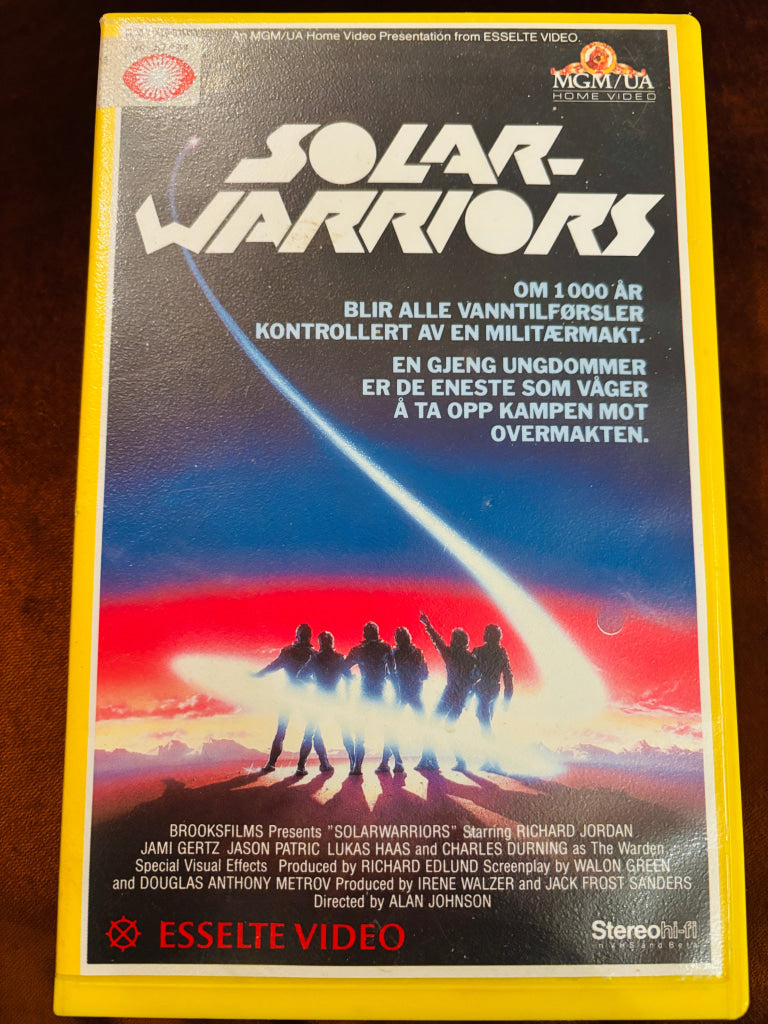 An MGM/UA Home Video Presentation from ESSELTE VIDEO.
MGM/UA
HOME VIDEO
SOLAR-
WARRIORS
OM 1000 ÅR
BLIR ALLE VANNTILFØRSLER
KONTROLLERT AV EN MILITÆRMAKT.
EN GJENG UNGDOMMER
ER DE ENESTE SOM VÅGER
Å TA OPP KAMPEN MOT
OVERMAKTEN.
BROOKSFILMS Presents "SOLARWARRIORS" Starring RICHARD JORDAN
JAMI GERTZ JASON PATRIC LUKAS HAAS and CHARLES DURNING as The Warden
Special Visual Effects Produced by RICHARD EDLUND Screenplay by WALON GREEN
and DOUGLAS ANTHONY METROV Produced by IRENE WALZER and JACK FROST SANDERS
Directed by ALAN JOHNSON
ESSELTE VIDEO
Stereo hi-fi
in VHS and Beta